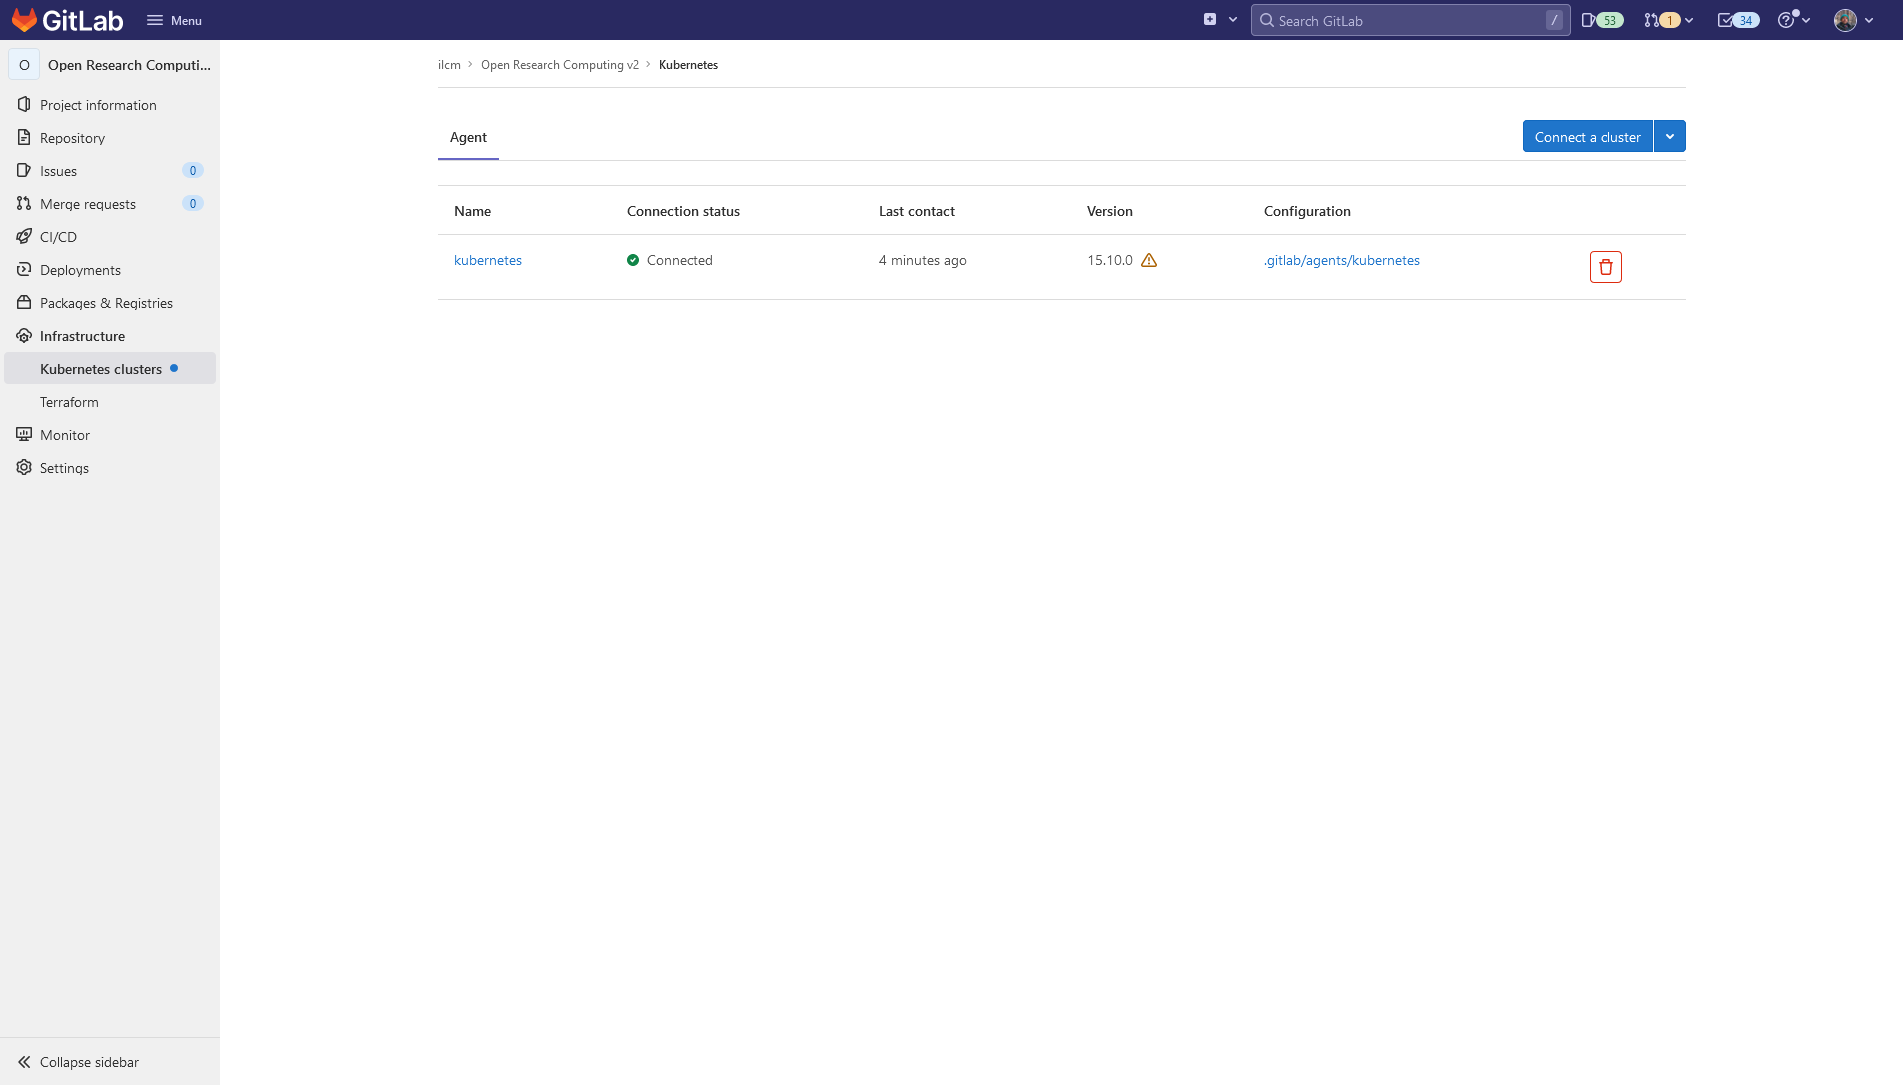 GitLab
Menu
Search GitLab
/
53
1
34
O
Open Research Computi...
Project information
Repository
Issues
0
Merge requests
0
CI/CD
Deployments
Packages & Registries
Infrastructure
Kubernetes clusters
Terraform
Monitor
Settings
Collapse sidebar
ilcm
Open Research Computing v2
Kubernetes
Agent
Connect a cluster
Name
Connection status
Last contact
Version
Configuration
kubernetes
Connected
4 minutes ago
15.10.0
.gitlab/agents/kubernetes